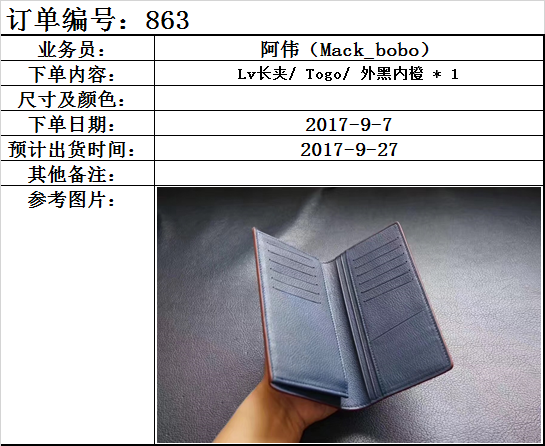 订单编号：863
业务员： 阿伟（Mack_bobo）
下单内容： Lv长夹/ Togo/ 外黑内橙 * 1
尺寸及颜色：
下单日期： 2017-9-7
预计出货时间： 2017-9-27
其他备注：
参考图片：